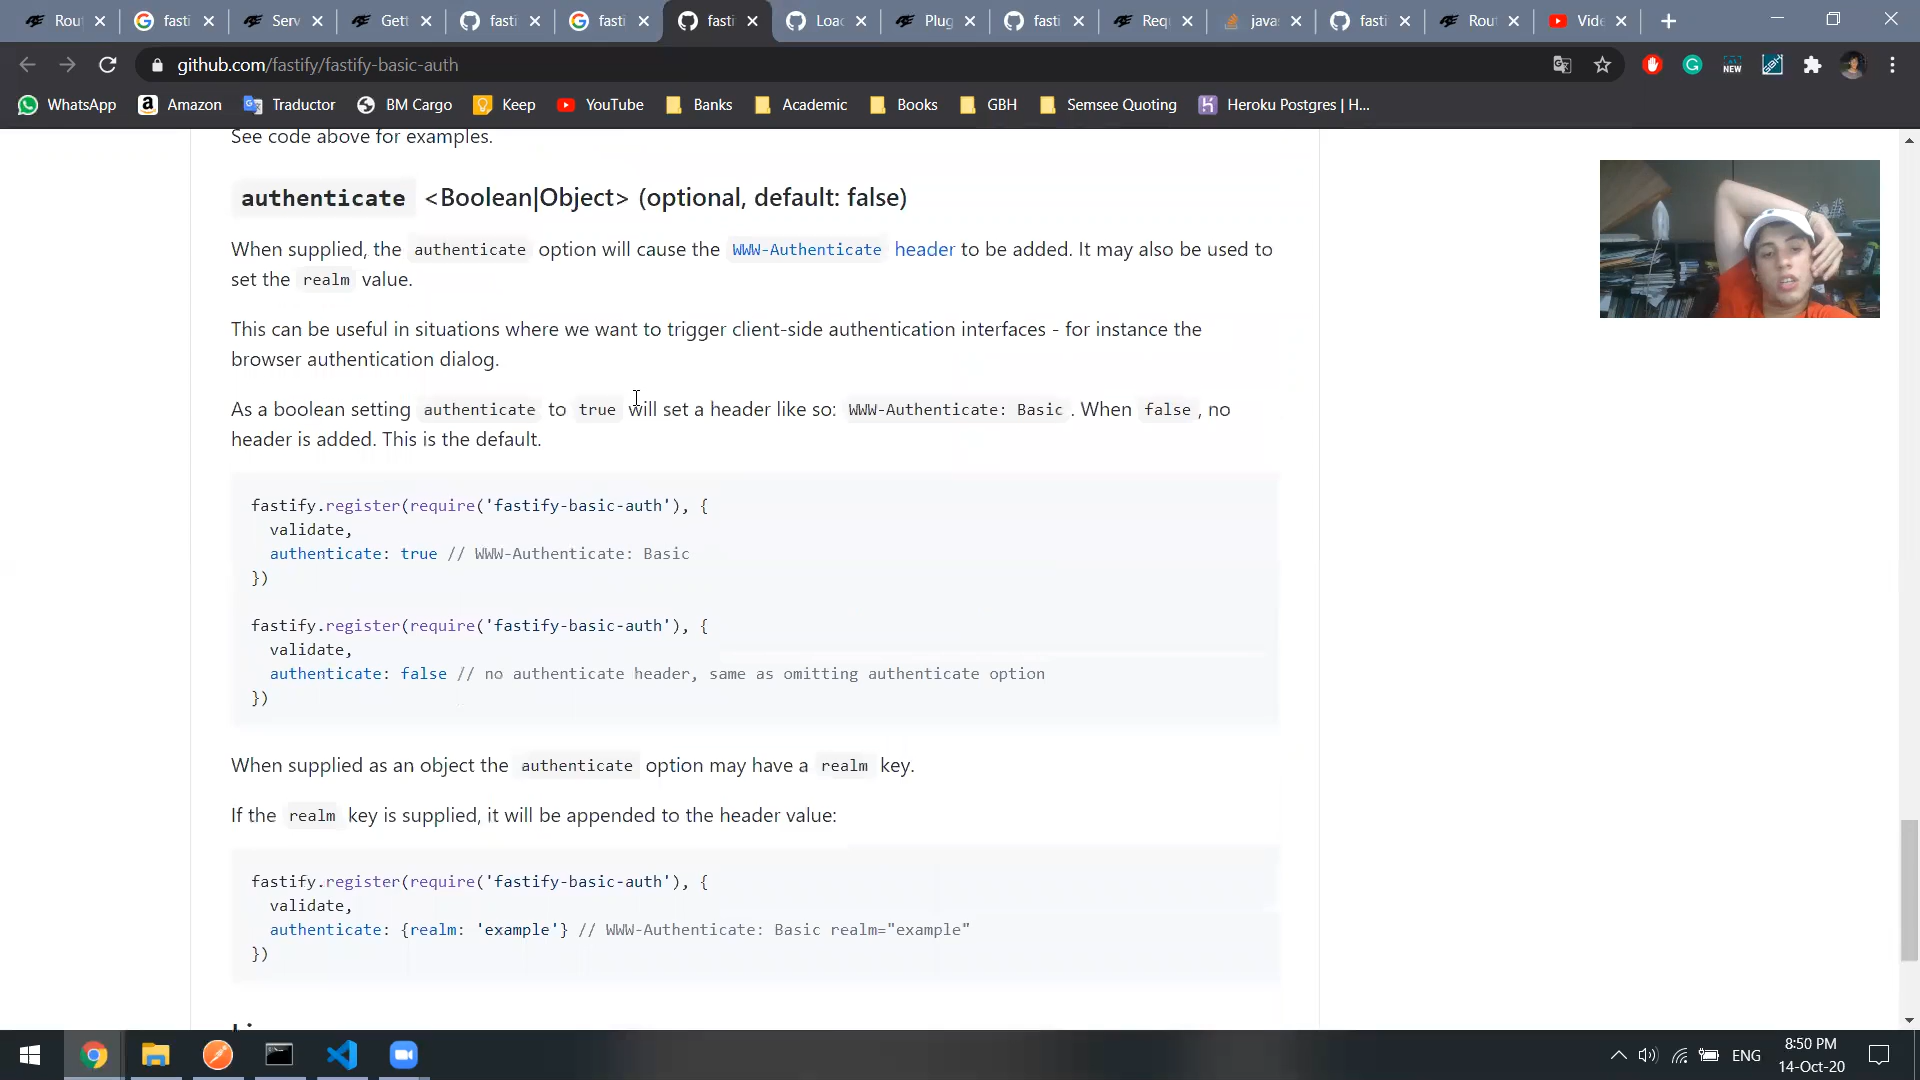 Rou
fasti
Serv
Gett
fasti
fasti
fasti
Loac
Plug
fasti
Req
javas
fasti
Rout
Vide
github.com/fastify/fastify-basic-auth
NEW
WhatsApp
Amazon
Traductor
BM Cargo
Keep
YouTube
Banks
Academic
Books
GBH
Semsee Quoting
Heroku Postgres | H...
See code above for examples.
authenticate <Boolean|Object> (optional, default: false)
When supplied, the authenticate option will cause the WWW-Authenticate header to be added. It may also be used to
set the realm value.
This can be useful in situations where we want to trigger client-side authentication interfaces - for instance the
browser authentication dialog.
As a boolean setting authenticate to true will set a header like so: WWW-Authenticate: Basic. When false, no
header is added. This is the default.
fastify.register(require('fastify-basic-auth'), {
validate,
authenticate: true // WWW-Authenticate: Basic
})
fastify.register(require('fastify-basic-auth'), {
validate,
authenticate: false // no authenticate header, same as omitting authenticate option
})
When supplied as an object the authenticate option may have a realm key.
If the realm key is supplied, it will be appended to the header value:
fastify.register(require('fastify-basic-auth'), {
validate,
authenticate: {realm: 'example'} // WWW-Authenticate: Basic realm="example"
})
ENG
8:50 PM
14-Oct-20